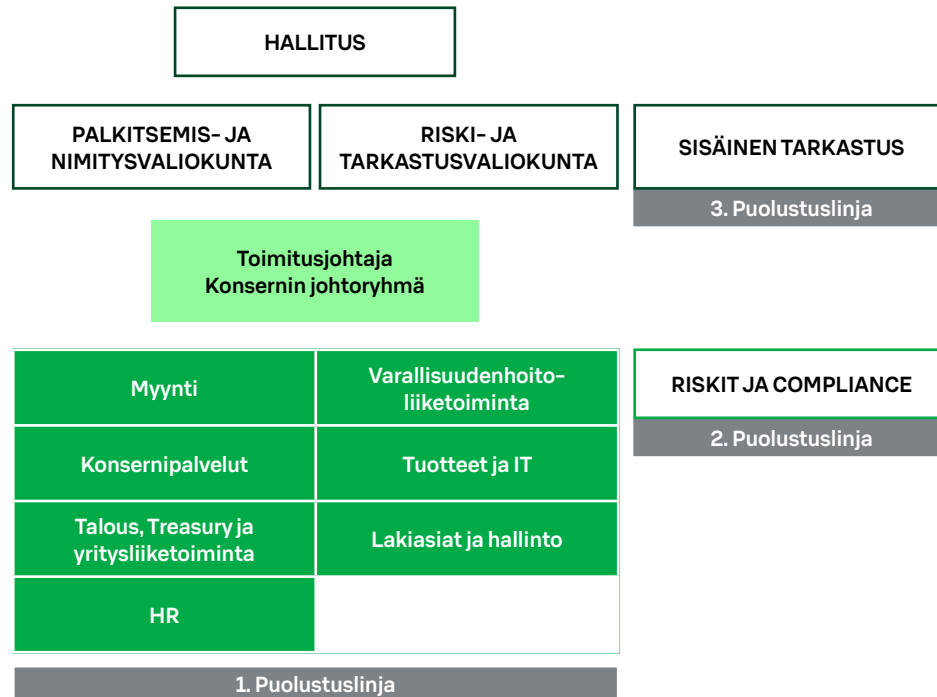 HALLITUS
PALKITSEMIS- JA
NIMITYSVALIOKUNTA
RISKI- JA
TARKASTUSVALIOKUNTA
SISÄINEN TARKASTUS
3. Puolustuslinja
Toimitusjohtaja
Konsernin johtoryhmä
Myynti
Varallisuudenhoito-
liiketoiminta
RISKIT JA COMPLIANCE
2. Puolustuslinja
Konsernipalvelut
Tuotteet ja IT
Talous, Treasury ja
yritysliiketoiminta
Lakiasiat ja hallinto
HR
1. Puolustuslinja